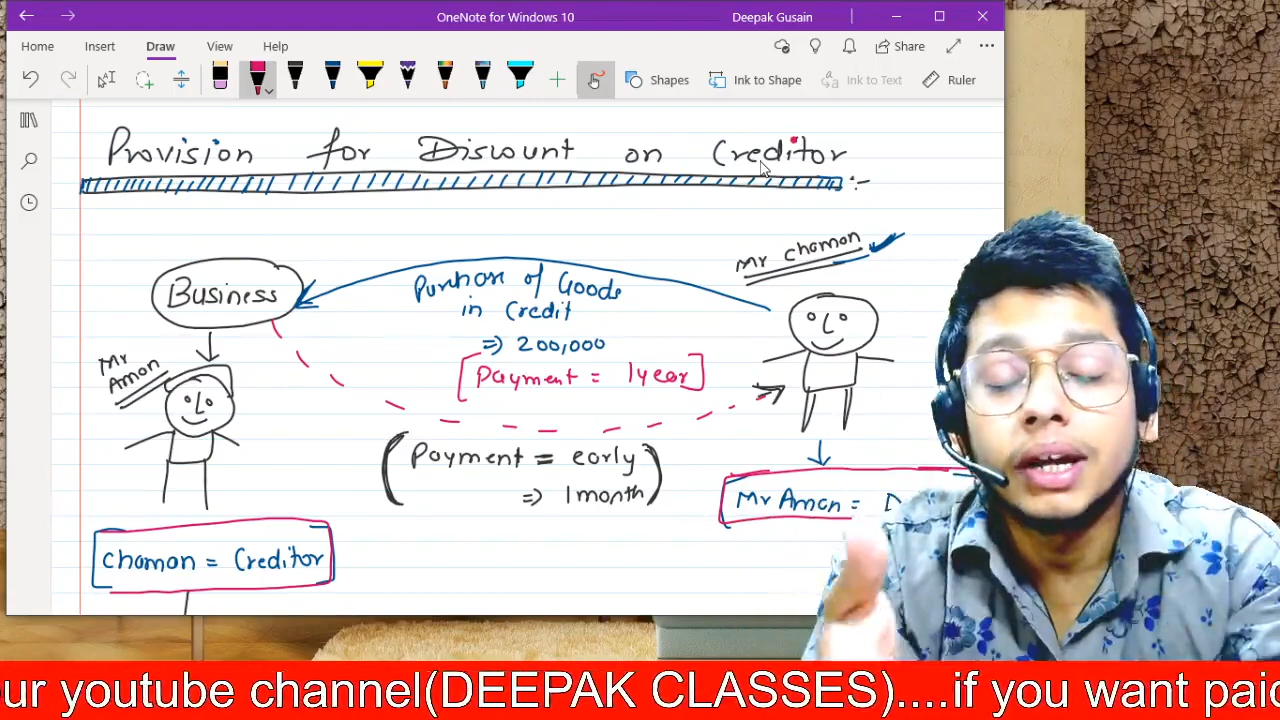 OneNote for Windows 10
Deepak Gusain
Home Insert Draw View Help
Share
Shapes Ink to Shape Ink to Text Ruler
Provision for Discount on Creditor :-
Mr Chaman
Business
Purchase of Goods
in Credit
=> 200,000
[Payment = 1year]
Mr
Aman
(Payment = early
=> 1month)
Mr Aman = D
Chaman = Creditor
our youtube channel(DEEPAK CLASSES)....if you want paid